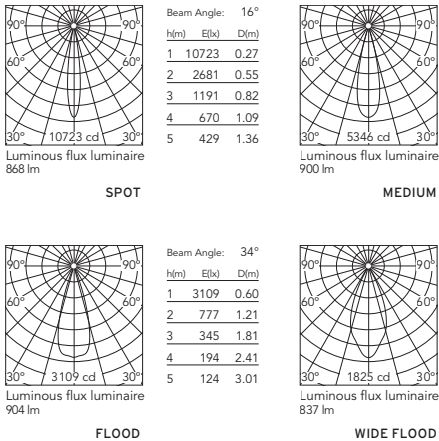 90° 90°
60° 60°
30° 10723 cd 30°
Luminous flux luminaire
868 lm
SPOT
Beam Angle: 16°
h(m) E(lx) D(m)
1 10723 0.27
2 2681 0.55
3 1191 0.82
4 670 1.09
5 429 1.36
90° 90°
60° 60°
30° 5346 cd 30°
Luminous flux luminaire
900 lm
MEDIUM
90° 90°
60° 60°
30° 3109 cd 30°
Luminous flux luminaire
904 lm
FLOOD
Beam Angle: 34°
h(m) E(lx) D(m)
1 3109 0.60
2 777 1.21
3 345 1.81
4 194 2.41
5 124 3.01
90° 90°
60° 60°
30° 1825 cd 30°
Luminous flux luminaire
837 lm
WIDE FLOOD